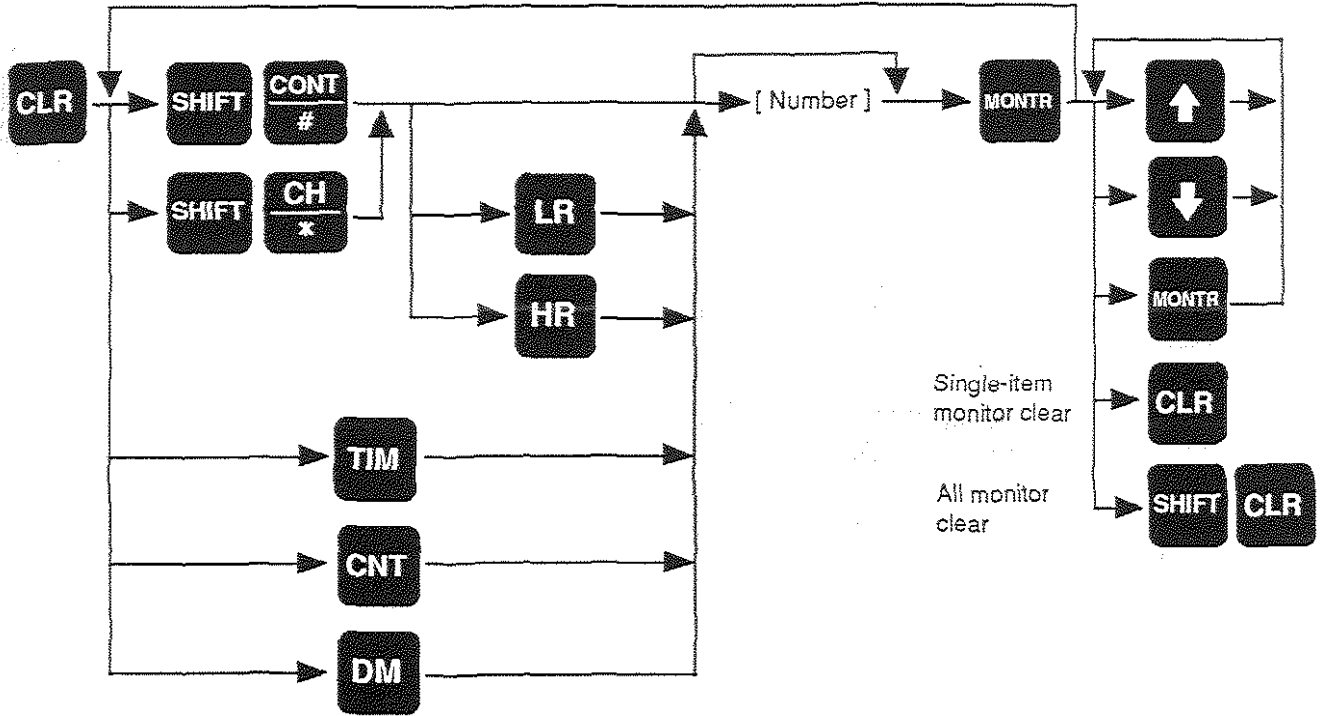 CLR
SHIFT
CONT
#
[ Number ]
MONTR
SHIFT
CH
*
LR
HR
MONTR
Single-item
monitor clear
CLR
TIM
All monitor
clear
SHIFT
CLR
CNT
DM